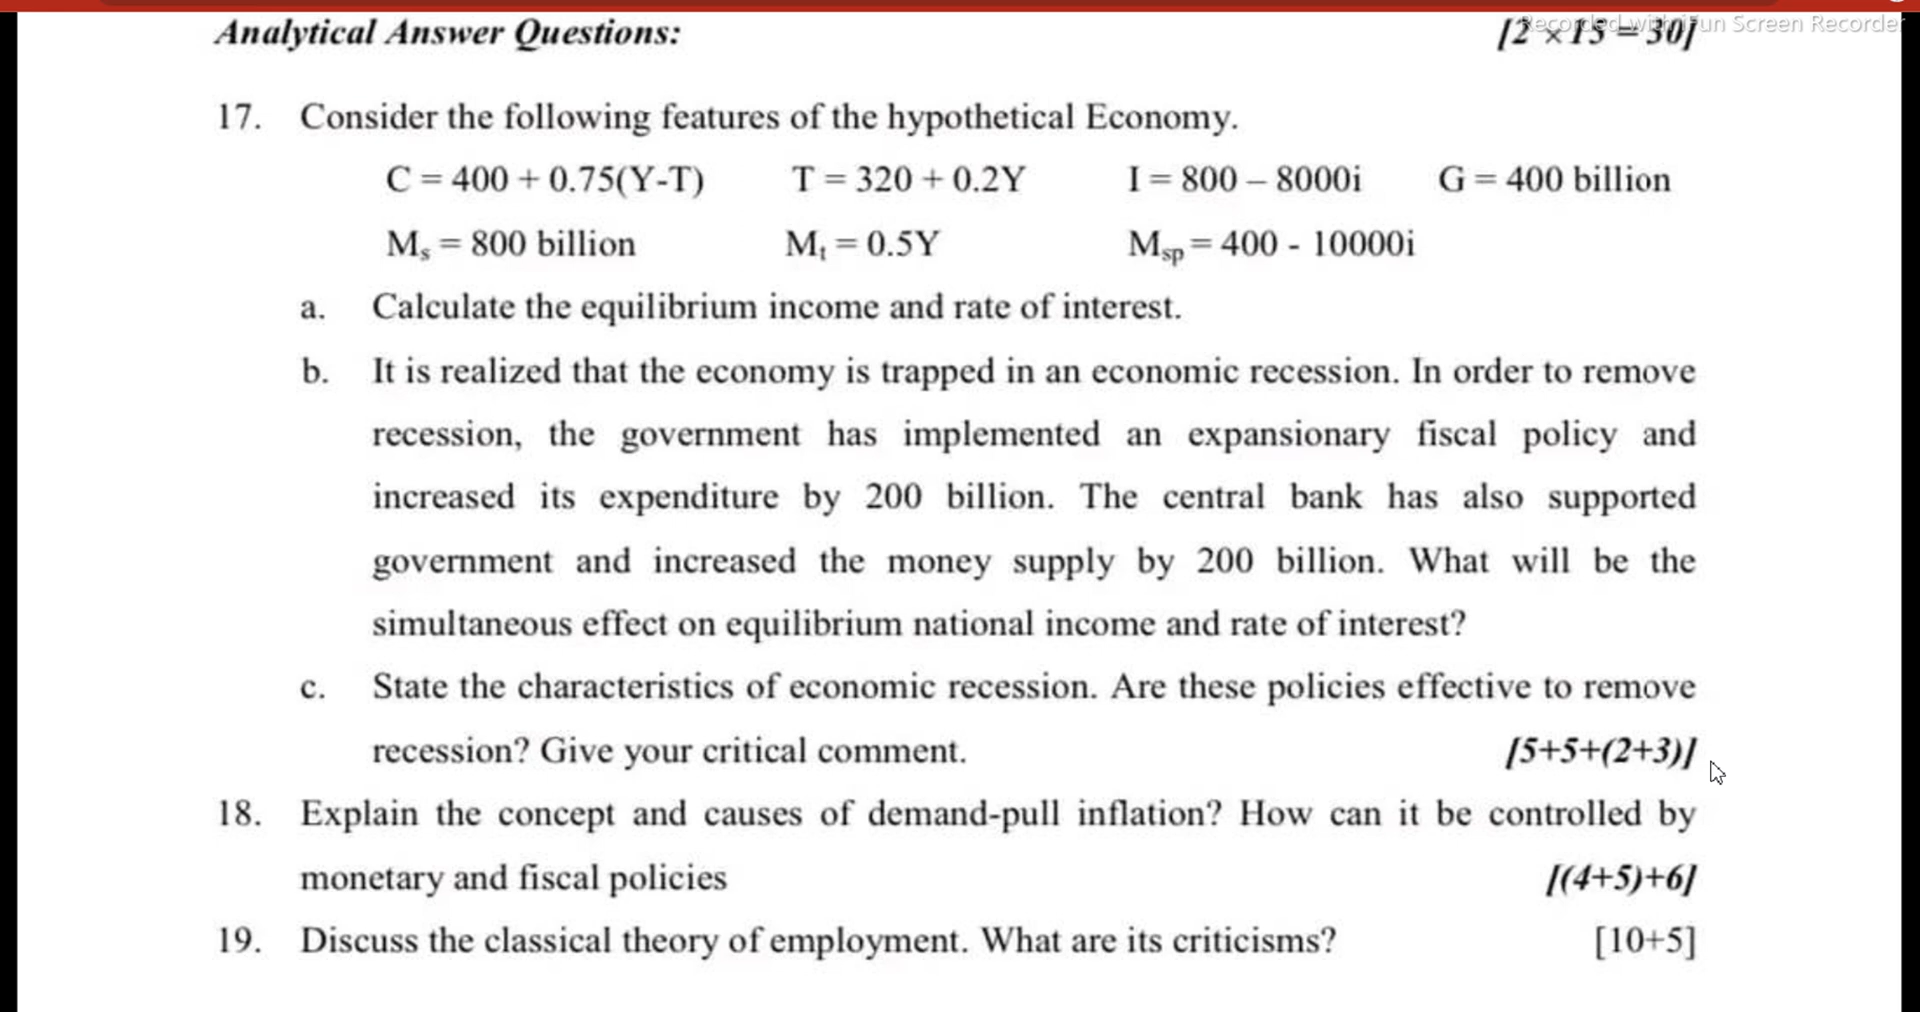 Recorded with iFun Screen Recorder
Analytical Answer Questions: [2 ×15 = 30]
17. Consider the following features of the hypothetical Economy.
C = 400 + 0.75(Y-T) T = 320 + 0.2Y I = 800 – 8000i G = 400 billion
Ms = 800 billion Mt = 0.5Y Msp = 400 - 10000i
a. Calculate the equilibrium income and rate of interest.
b. It is realized that the economy is trapped in an economic recession. In order to remove
recession, the government has implemented an expansionary fiscal policy and
increased its expenditure by 200 billion. The central bank has also supported
government and increased the money supply by 200 billion. What will be the
simultaneous effect on equilibrium national income and rate of interest?
c. State the characteristics of economic recession. Are these policies effective to remove
recession? Give your critical comment. [5+5+(2+3)]
18. Explain the concept and causes of demand-pull inflation? How can it be controlled by
monetary and fiscal policies [(4+5)+6]
19. Discuss the classical theory of employment. What are its criticisms? [10+5]